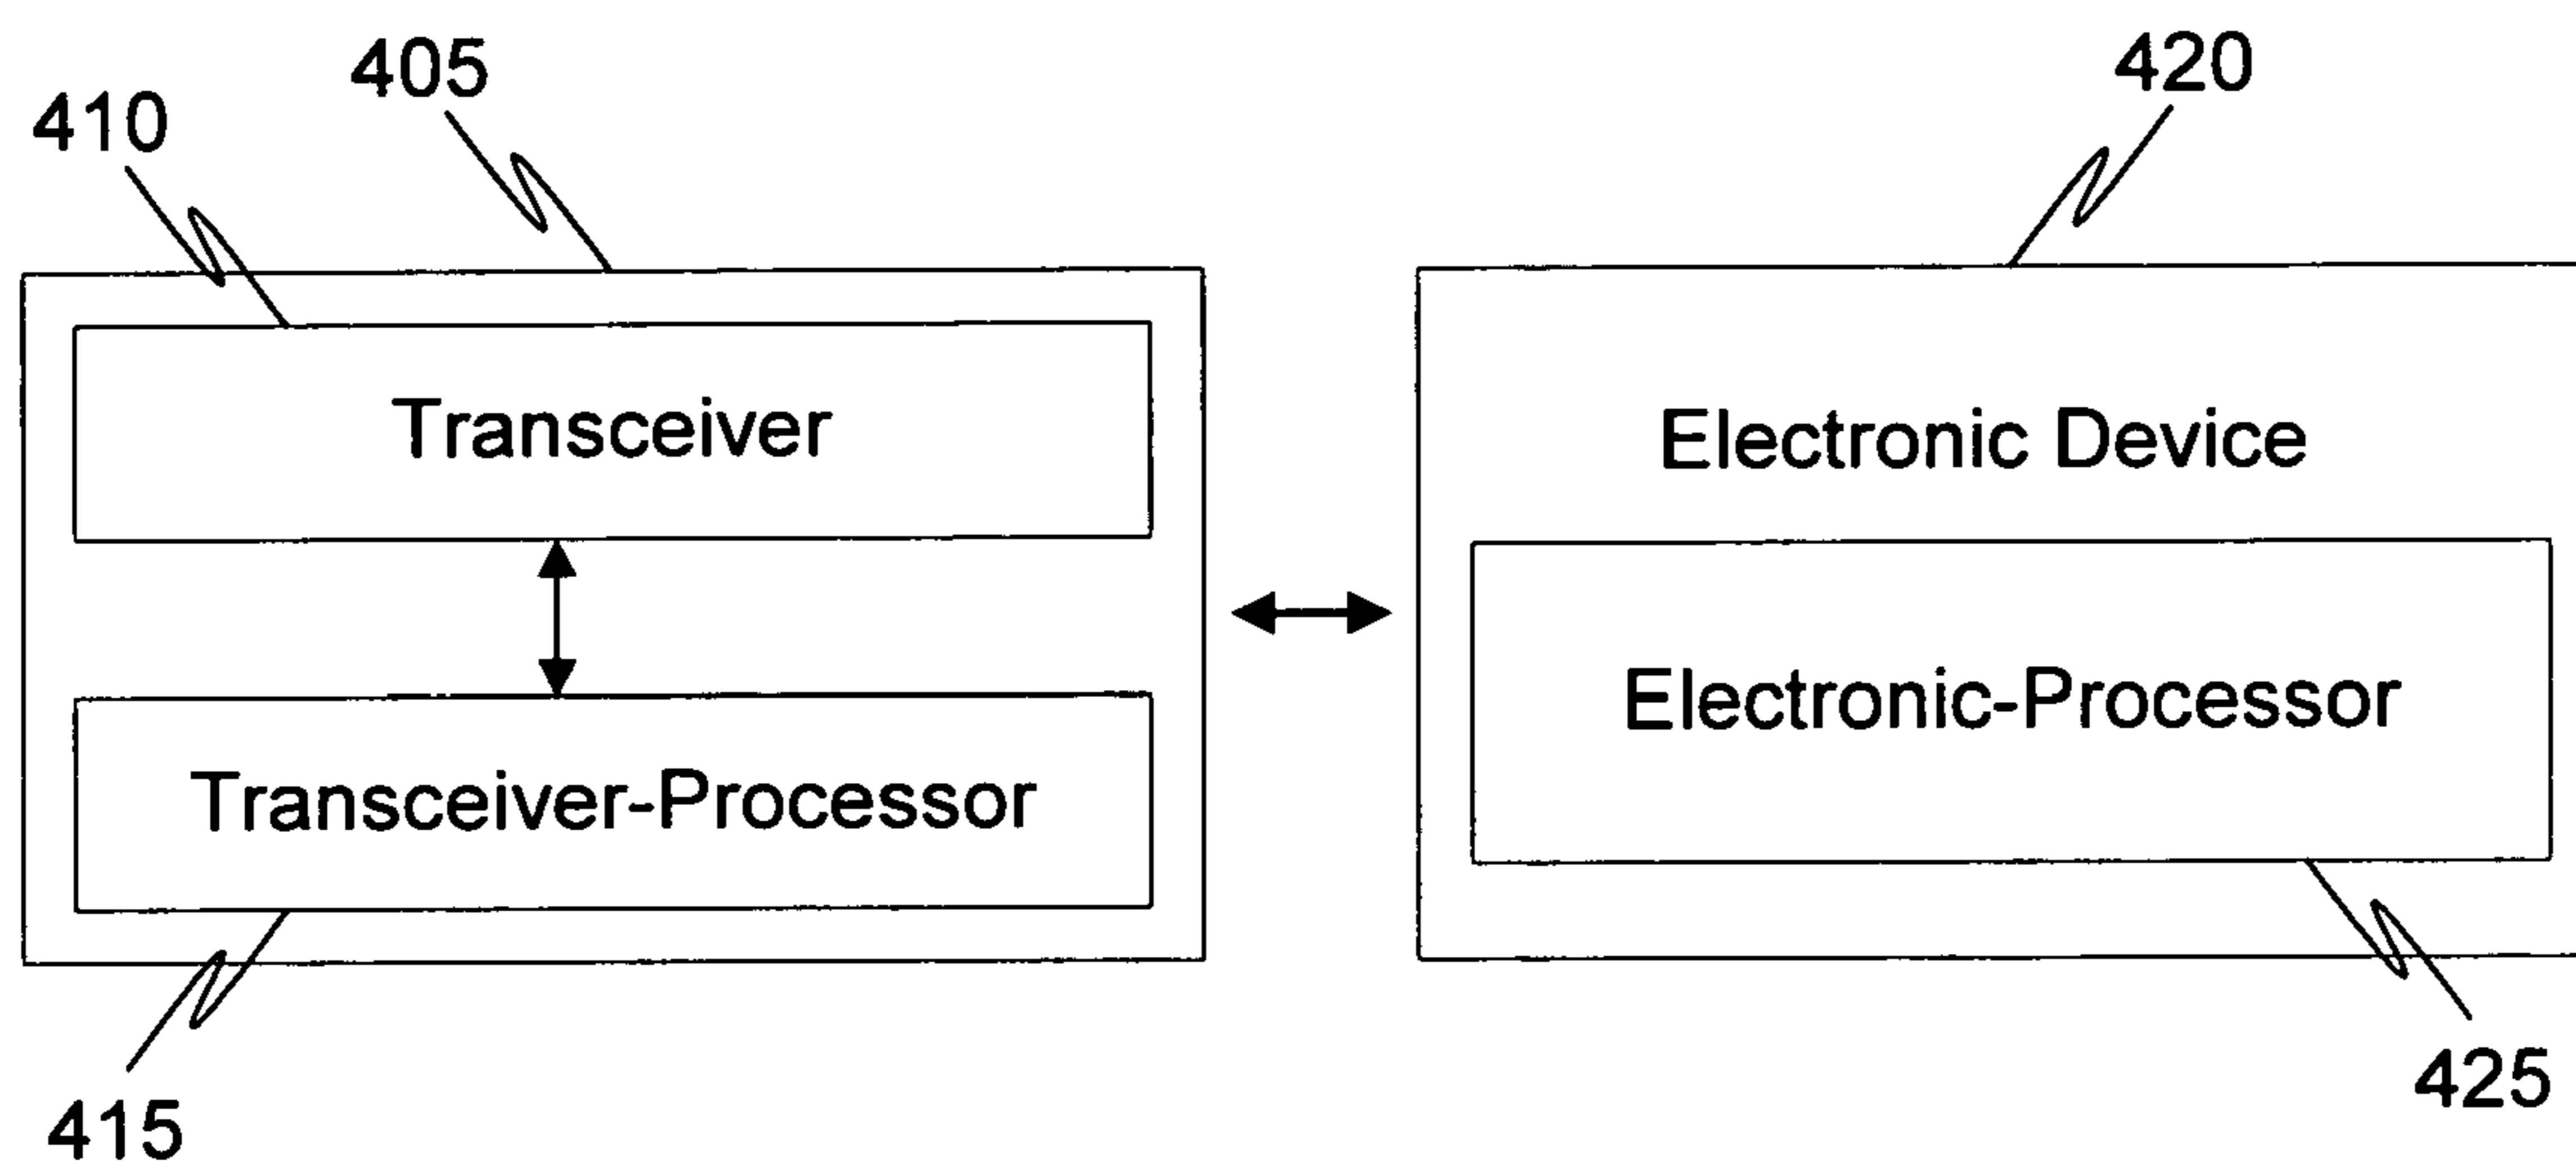 405
420
410
Transceiver
Electronic Device
Electronic-Processor
Transceiver-Processor
415
425